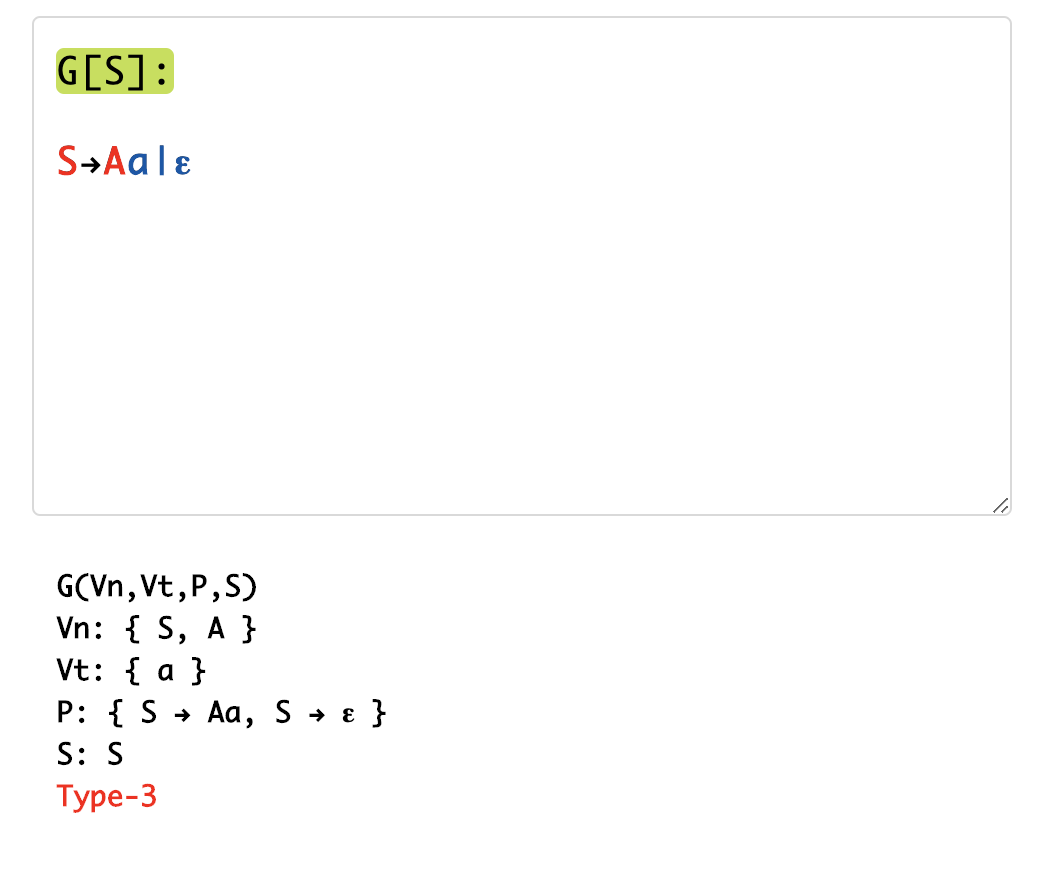 G[S]:
S→Aa|ε
G(Vn,Vt,P,S)
Vn: { S, A }
Vt: { a }
P: { S → Aa, S → ε }
S: S
Type-3